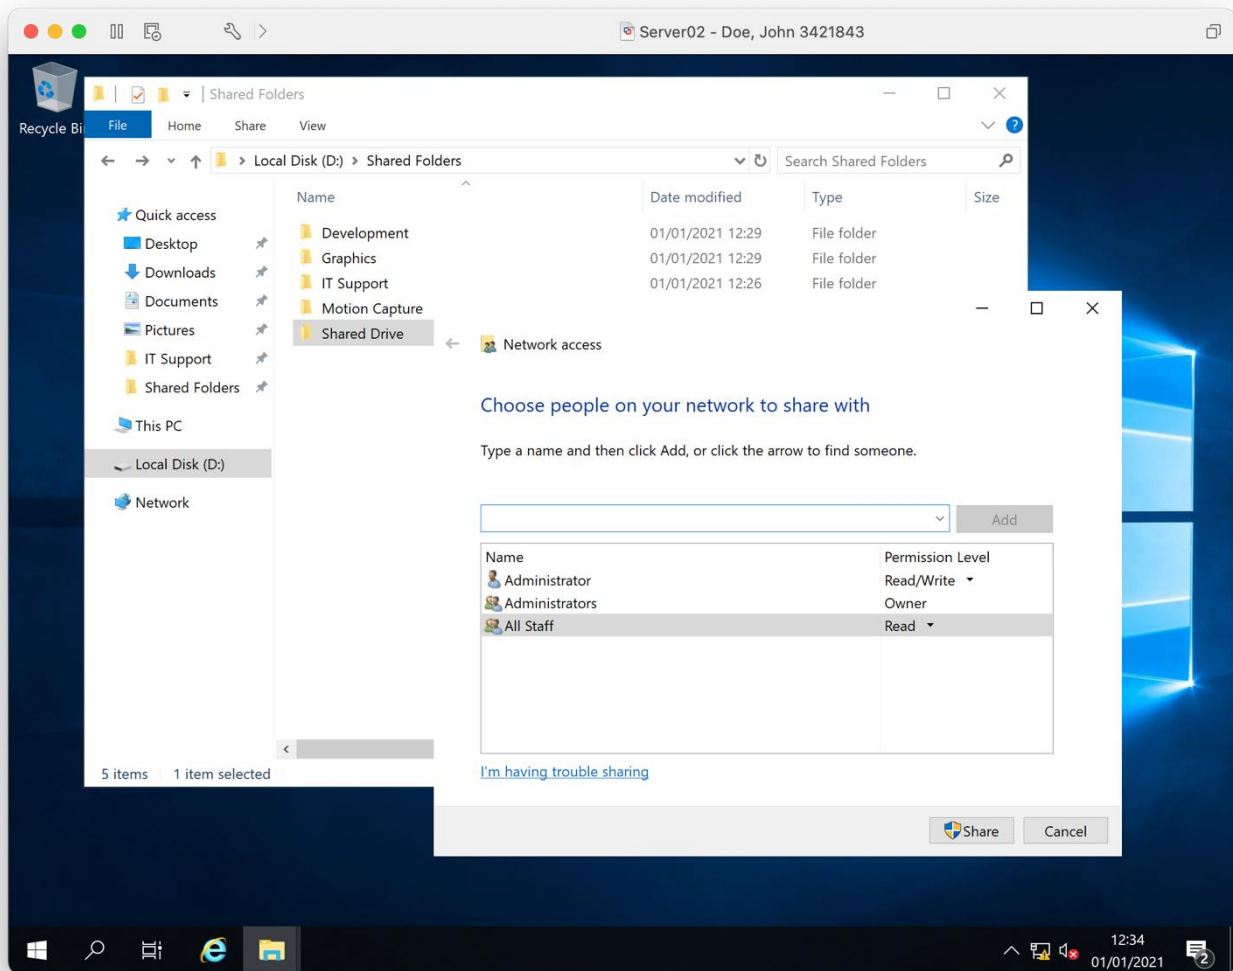 Server02 - Doe, John 3421843
Recycle Bi
Shared Folders
File Home Share View
Local Disk (D:) > Shared Folders
Search Shared Folders
Name Date modified Type Size
Quick access
Desktop
Downloads
Documents
Pictures
IT Support
Shared Folders
This PC
Local Disk (D:)
Network
Development 01/01/2021 12:29 File folder
Graphics 01/01/2021 12:29 File folder
IT Support 01/01/2021 12:26 File folder
Motion Capture
Shared Drive
5 items 1 item selected
Network access
Choose people on your network to share with
Type a name and then click Add, or click the arrow to find someone.
Add
Name Permission Level
Administrator Read/Write
Administrators Owner
All Staff Read
I'm having trouble sharing
Share Cancel
12:34
01/01/2021
2